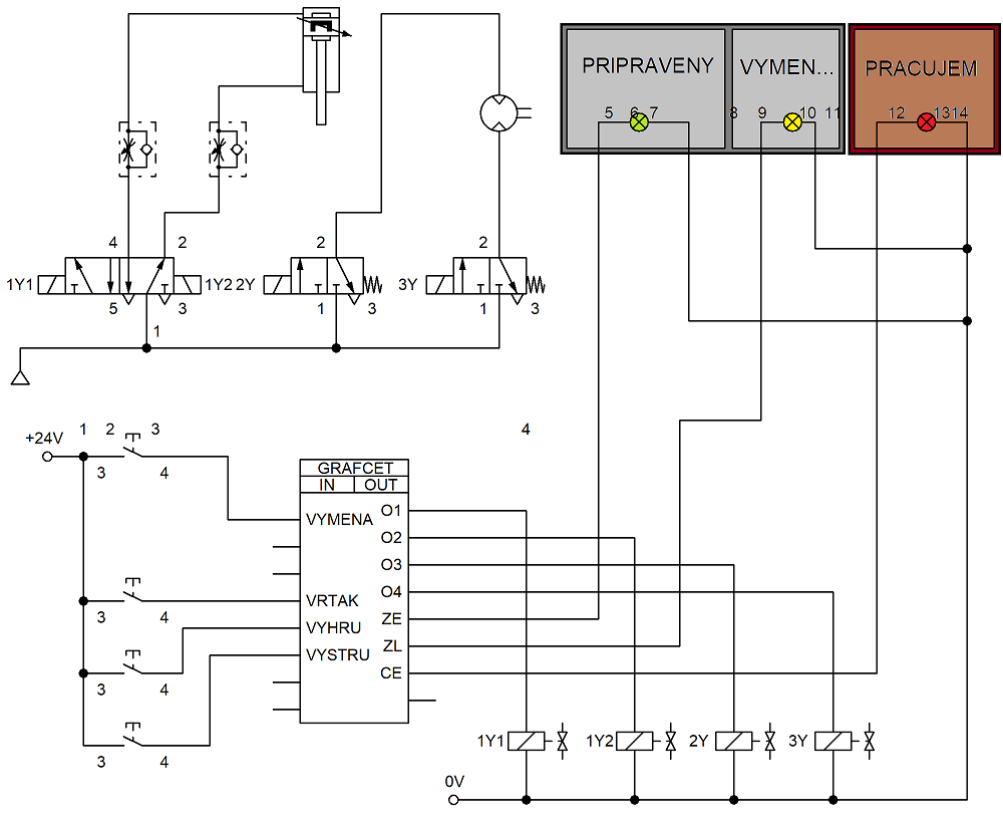 PRIPRAVENY VYMEN... PRACUJEM
5 6 7 8 9 10 11 12 13 14
4 2 2 2
1Y1 1Y2 2Y 3Y
5 3 1 3 1 3
1
1 2 3 4
+24V
3 4
GRAFCET
IN OUT
VYMENA O1
O2
O3
O4
3 4
VRTAK
VYHRU ZE
VYSTRU ZL
CE
3 4
3 4
1Y1 1Y2 2Y 3Y
0V